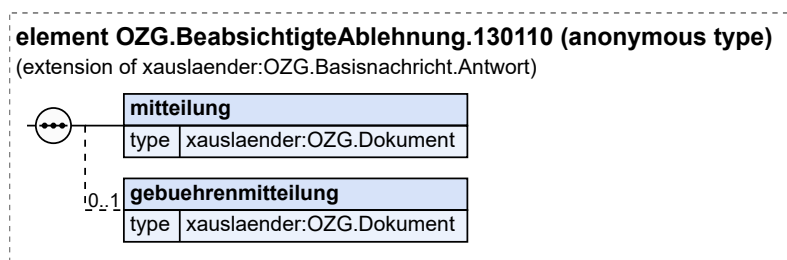 element OZG.BeabsichtigteAblehnung.130110 (anonymous type)
(extension of xauslaender:OZG.Basisnachricht.Antwort)
mitteilung
type xauslaender:OZG.Dokument
0..1 gebuehrenmitteilung
type xauslaender:OZG.Dokument